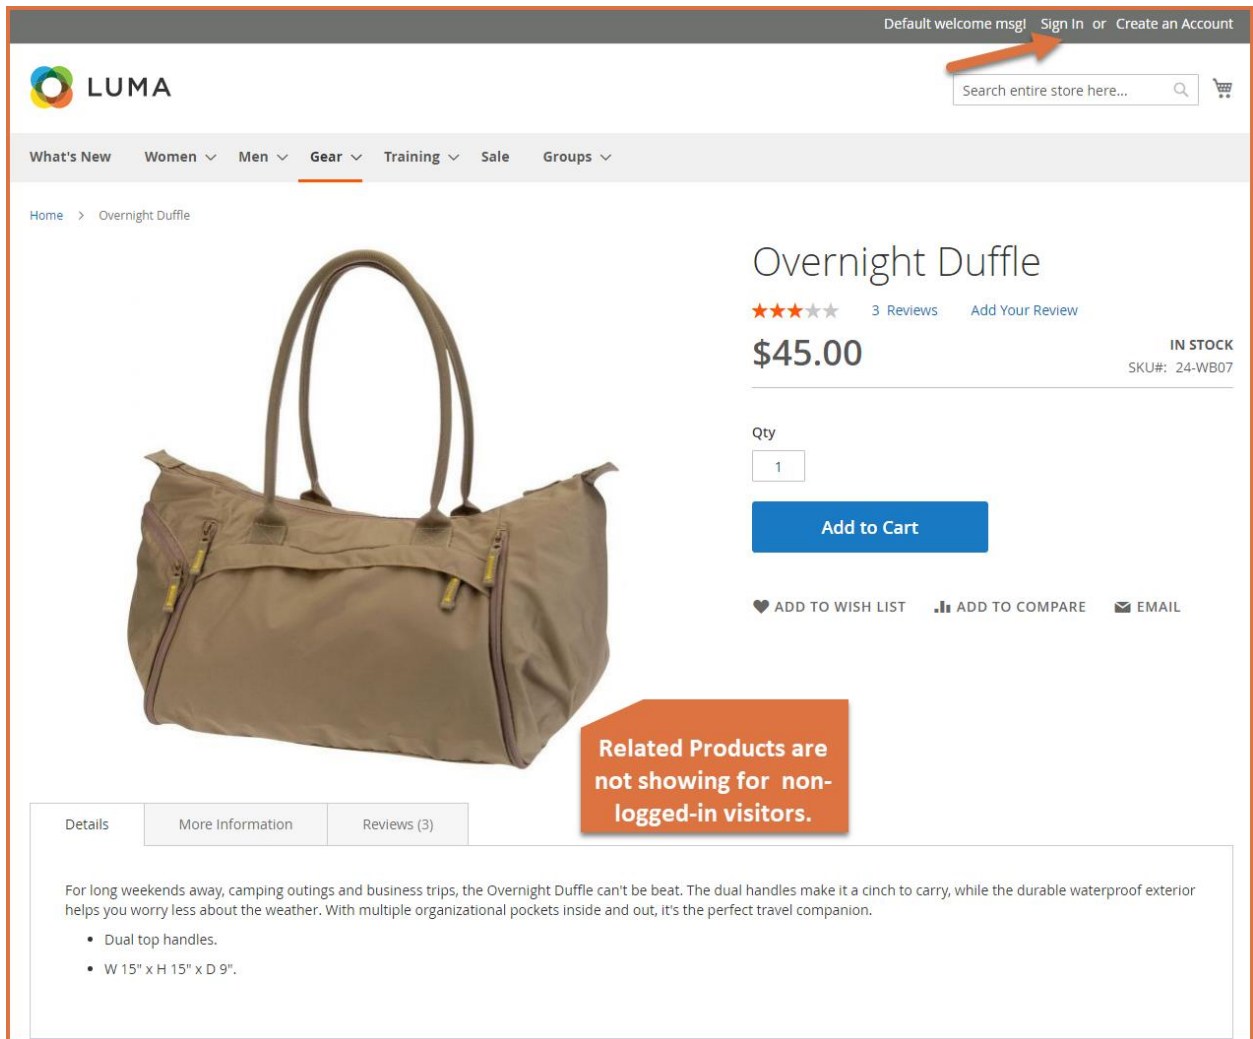 Default welcome msg! Sign In or Create an Account
LUMA
Search entire store here...
What's New Women Men Gear Training Sale Groups
Home > Overnight Duffle
Overnight Duffle
3 Reviews Add Your Review
$45.00
IN STOCK
SKU#: 24-WB07
Qty
1
Add to Cart
ADD TO WISH LIST ADD TO COMPARE EMAIL
Related Products are
not showing for non-
logged-in visitors.
Details More Information Reviews (3)
For long weekends away, camping outings and business trips, the Overnight Duffle can't be beat. The dual handles make it a cinch to carry, while the durable waterproof exterior
helps you worry less about the weather. With multiple organizational pockets inside and out, it's the perfect travel companion.
• Dual top handles.
• W 15" x H 15" x D 9".